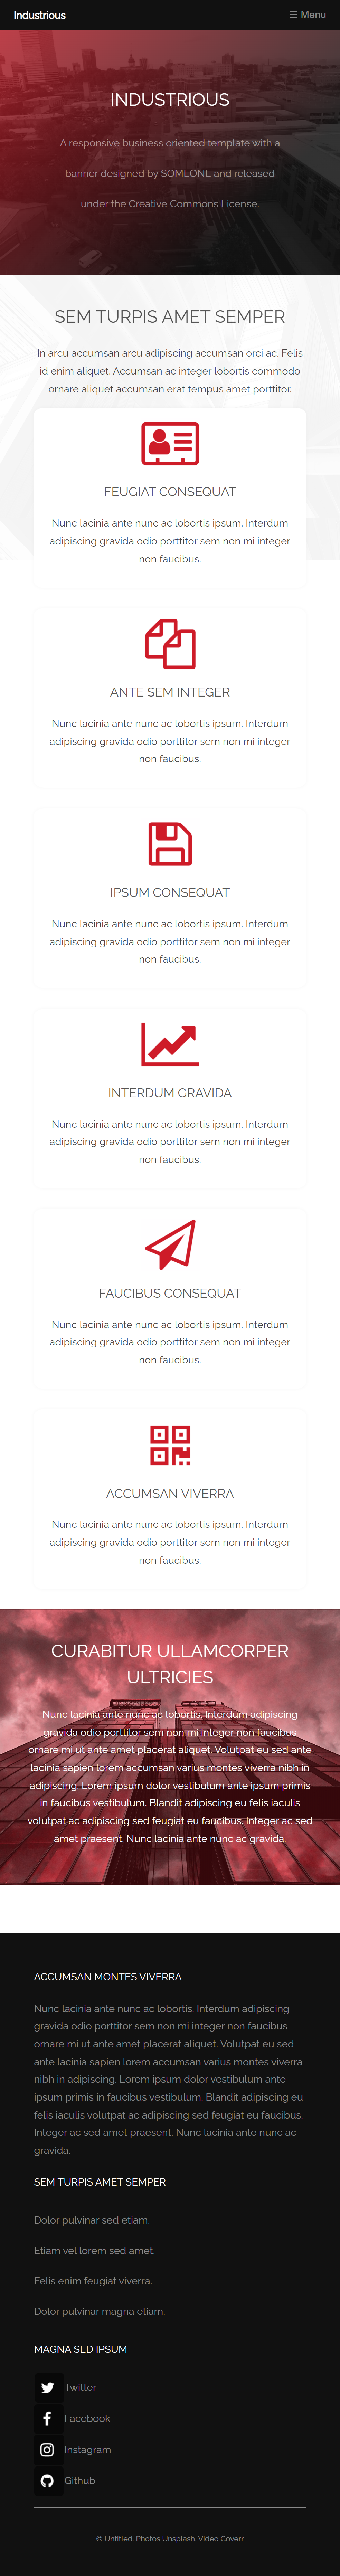 Industrious
☰ Menu
INDUSTRIOUS
A responsive business oriented template with a
banner designed by SOMEONE and released
under the Creative Commons License.
SEM TURPIS AMET SEMPER
In arcu accumsan arcu adipiscing accumsan orci ac. Felis
id enim aliquet. Accumsan ac integer lobortis commodo
ornare aliquet accumsan erat tempus amet porttitor.
FEUGIAT CONSEQUAT
Nunc lacinia ante nunc ac lobortis ipsum. Interdum
adipiscing gravida odio porttitor sem non mi integer
non faucibus.
ANTE SEM INTEGER
Nunc lacinia ante nunc ac lobortis ipsum. Interdum
adipiscing gravida odio porttitor sem non mi integer
non faucibus.
IPSUM CONSEQUAT
Nunc lacinia ante nunc ac lobortis ipsum. Interdum
adipiscing gravida odio porttitor sem non mi integer
non faucibus.
INTERDUM GRAVIDA
Nunc lacinia ante nunc ac lobortis ipsum. Interdum
adipiscing gravida odio porttitor sem non mi integer
non faucibus.
FAUCIBUS CONSEQUAT
Nunc lacinia ante nunc ac lobortis ipsum. Interdum
adipiscing gravida odio porttitor sem non mi integer
non faucibus.
ACCUMSAN VIVERRA
Nunc lacinia ante nunc ac lobortis ipsum. Interdum
adipiscing gravida odio porttitor sem non mi integer
non faucibus.
CURABITUR ULLAMCORPER
ULTRICIES
Nunc lacinia ante nunc ac lobortis. Interdum adipiscing
gravida odio porttitor sem non mi integer non faucibus
ornare mi ut ante amet placerat aliquet. Volutpat eu sed ante
lacinia sapien lorem accumsan varius montes viverra nibh in
adipiscing. Lorem ipsum dolor vestibulum ante ipsum primis
in faucibus vestibulum. Blandit adipiscing eu felis iaculis
volutpat ac adipiscing sed feugiat eu faucibus. Integer ac sed
amet praesent. Nunc lacinia ante nunc ac gravida.
ACCUMSAN MONTES VIVERRA
Nunc lacinia ante nunc ac lobortis. Interdum adipiscing
gravida odio porttitor sem non mi integer non faucibus
ornare mi ut ante amet placerat aliquet. Volutpat eu sed
ante lacinia sapien lorem accumsan varius montes viverra
nibh in adipiscing. Lorem ipsum dolor vestibulum ante
ipsum primis in faucibus vestibulum. Blandit adipiscing eu
felis iaculis volutpat ac adipiscing sed feugiat eu faucibus.
Integer ac sed amet praesent. Nunc lacinia ante nunc ac
gravida.
SEM TURPIS AMET SEMPER
Dolor pulvinar sed etiam.
Etiam vel lorem sed amet.
Felis enim feugiat viverra.
Dolor pulvinar magna etiam.
MAGNA SED IPSUM
Twitter
Facebook
Instagram
Github
© Untitled. Photos Unsplash. Video Coverr